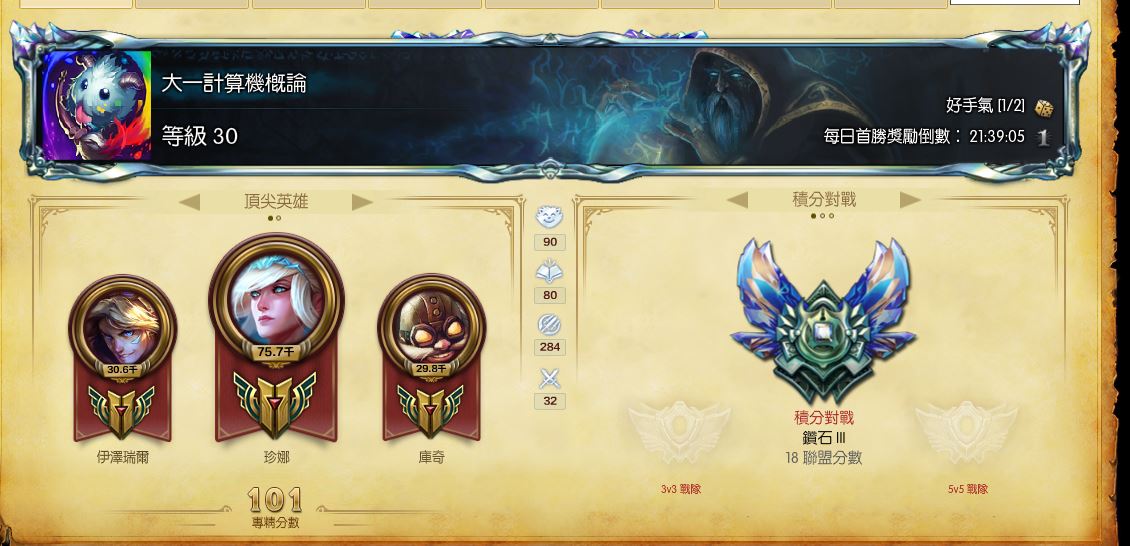 大一計算機概論
等級 30
好手氣 [1/2]
每日首勝獎勵倒數： 21:39:05
1
頂尖英雄
積分對戰
30.6千
75.7千
29.8千
伊澤瑞爾
珍娜
庫奇
101
專精分數
90
80
284
32
積分對戰
鑽石 III
18 聯盟分數
3v3 戰隊
5v5 戰隊